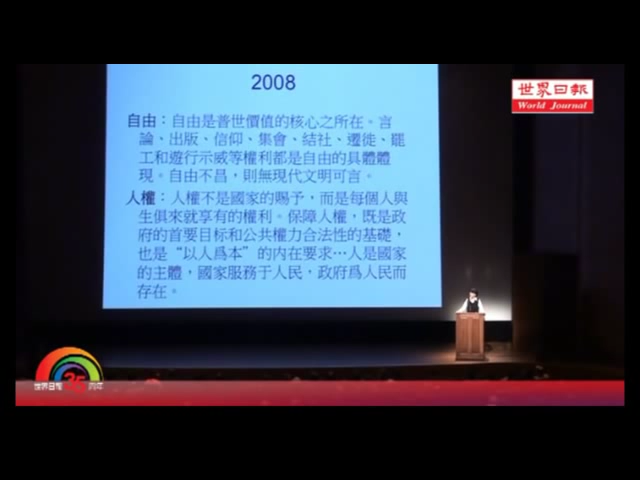 世界日報
World Journal
2008
自由：自由是普世價值的核心之所在。言
論、出版、信仰、集會、結社、遷徙、罷
工和遊行示威等權利都是自由的具體體
現。自由不昌，則無現代文明可言。
人權：人權不是國家的賜予，而是每個人與
生俱來就享有的權利。保障人權，既是政
府的首要目标和公共權力合法性的基礎，
也是“以人爲本”的内在要求…人是國家
的主體，國家服務于人民，政府爲人民而
存在。
世界日報 35 周年